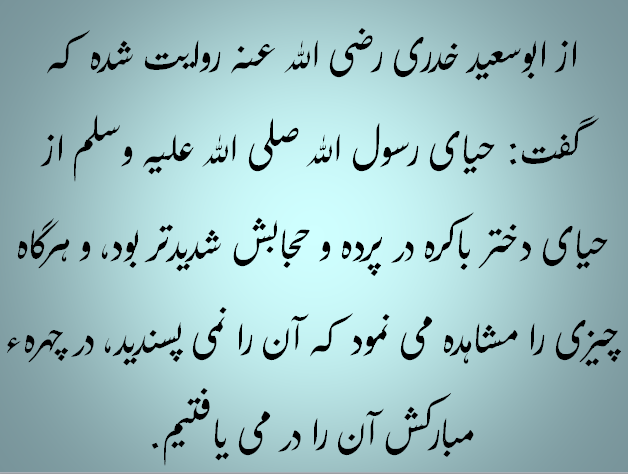 از ابوسعید خدری رضی الله عنه روایت شده که
گفت: حیای رسول الله صلی الله علیه وسلم از
حیای دختر باکره در پرده و حجابش شدیدتر بود، و هرگاه
چیزی را مشاهده می نمود که آن را نمی پسندید، در چهرهء
مبارکش آن را در می یافتیم.